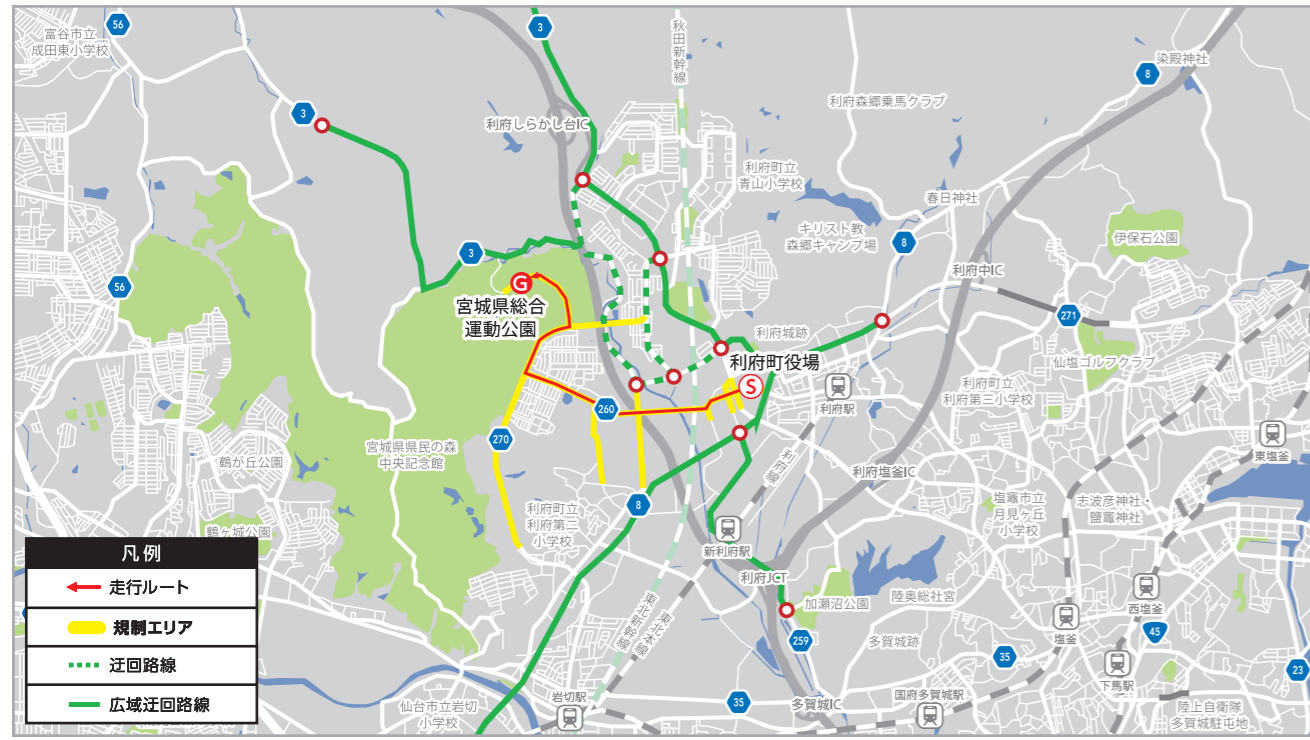 56
富谷市立
成田東小学校
3
秋田新幹線
3
利府しらかし台IC
利府森郷乗馬クラブ
染殿神社
8
利府町立
青山小学校
春日神社
キリスト教
森郷キャンプ場
8
伊保石公園
3
56
G
宮城県総合
運動公園
利府中IC
271
利府城跡
利府町役場
S
利府駅
仙塩ゴルフクラブ
利府町立
利府第三小学校
260
270
宮城県県民の森
中央記念館
鶴が丘公園
利府線
利府塩釜IC
東塩釜
8
利府町立
利府第二
小学校
塩竈市立
月見ヶ丘
小学校
志波彦神社・
鹽竈神社
鶴ヶ城公園
新利府駅
利府JCT
加瀬沼公園
陸奥総社宮
西塩釜
凡例
走行ルート
規制エリア
迂回路線
広域迂回路線
東北新幹線
東北本線
259
多賀城跡
塩釜
45
35
下馬駅
23
仙台市立岩切
小学校
岩切駅
35
多賀城IC
国府多賀城駅
陸上自衛隊
多賀城駐屯地